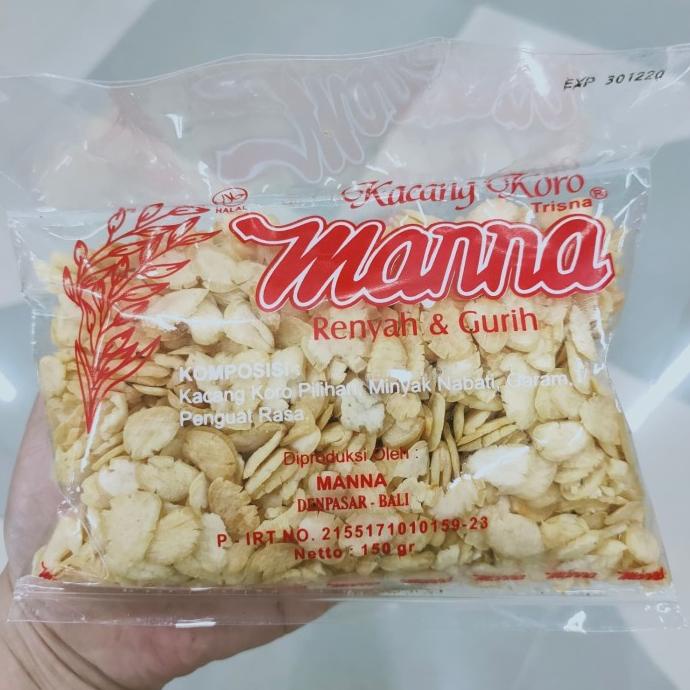 EXP 301220
Kacang Koro
Trisna®
HALAL
Manna
Renyah & Gurih
KOMPOSISI :
Kacang Koro Pilihan, Minyak Nabati, Garam,
Penguat Rasa.
Diproduksi Oleh :
MANNA
DENPASAR - BALI
P - IRT NO. 2155171010159-23
Netto : 150 gr